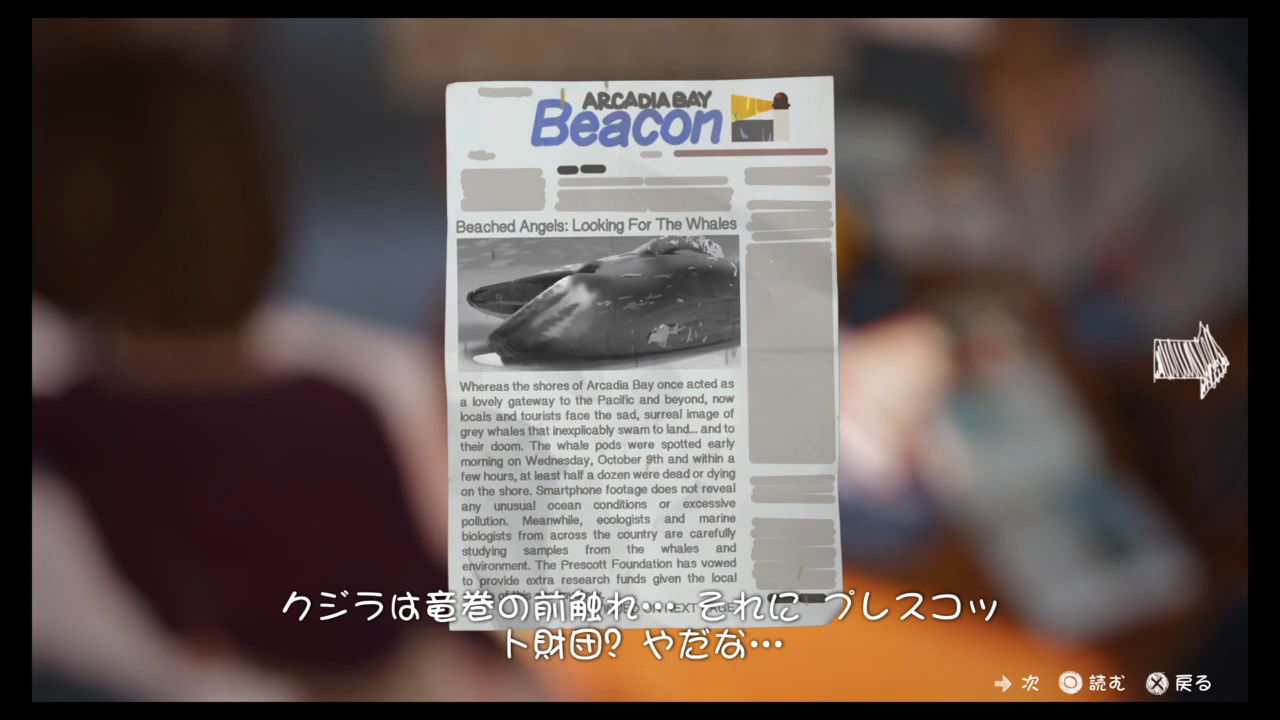 ARCADIA BAY
Beacon
Beached Angels: Looking For The Whales
Whereas the shores of Arcadia Bay once acted as
a lovely gateway to the Pacific and beyond, now
locals and tourists face the sad, surreal image of
grey whales that inexplicably swam to land... and to
their doom. The whale pods were spotted early
morning on Wednesday, October 9th and within a
few hours, at least half a dozen were dead or dying
on the shore. Smartphone footage does not reveal
any unusual ocean conditions or excessive
pollution. Meanwhile, ecologists and marine
biologists from across the country are carefully
studying samples from the whales and
environment. The Prescott Foundation has vowed
to provide extra research funds given the local
クジラは竜巻の前触れ… それに プレスコッ
ト財団? やだな…
次 読む 戻る